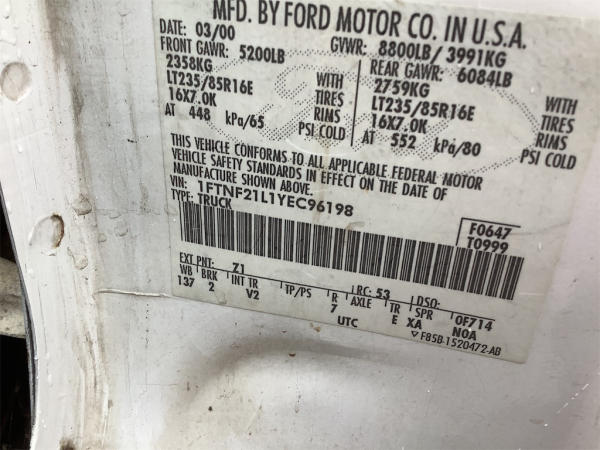 MFD. BY FORD MOTOR CO. IN U.S.A.
DATE: 03/00 GVWR: 8800LB/ 3991KG
FRONT GAWR: 5200LB REAR GAWR: 6084LB
2358KG 2759KG
LT235/85R16E WITH TIRES LT235/85R16E WITH TIRES
16X7.0K RIMS 16X7.0K RIMS
AT 448 kPa/65 PSI COLD AT 552 kPa/80 PSI COLD
THIS VEHICLE CONFORMS TO ALL APPLICABLE FEDERAL MOTOR
VEHICLE SAFETY STANDARDS IN EFFECT ON THE DATE OF
MANUFACTURE SHOWN ABOVE.
VIN: 1FTNF21L1YEC96198
TYPE: TRUCK
F0647
T0999
EXT PNT: Z1 RC: 53 DSO:
WB BRK INT TR TP/PS R AXLE TR SPR 0F714
137 2 V2 7 E XA N0A
UTC ▽ F85B-1520472-AB